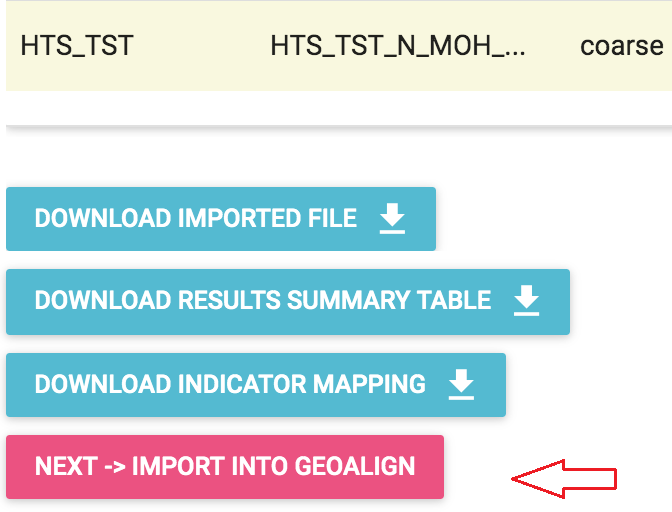 HTS_TST HTS_TST_N_MOH_... coarse
DOWNLOAD IMPORTED FILE
DOWNLOAD RESULTS SUMMARY TABLE
DOWNLOAD INDICATOR MAPPING
NEXT -> IMPORT INTO GEOALIGN